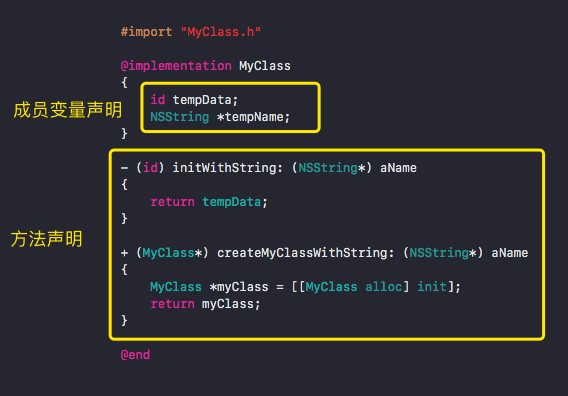 #import "MyClass.h"
@implementation MyClass
{
成员变量声明
id tempData;
NSString *tempName;
}
- (id) initWithString: (NSString*) aName
{
return tempData;
}
方法声明
+ (MyClass*) createMyClassWithString: (NSString*) aName
{
MyClass *myClass = [[MyClass alloc] init];
return myClass;
}
@end